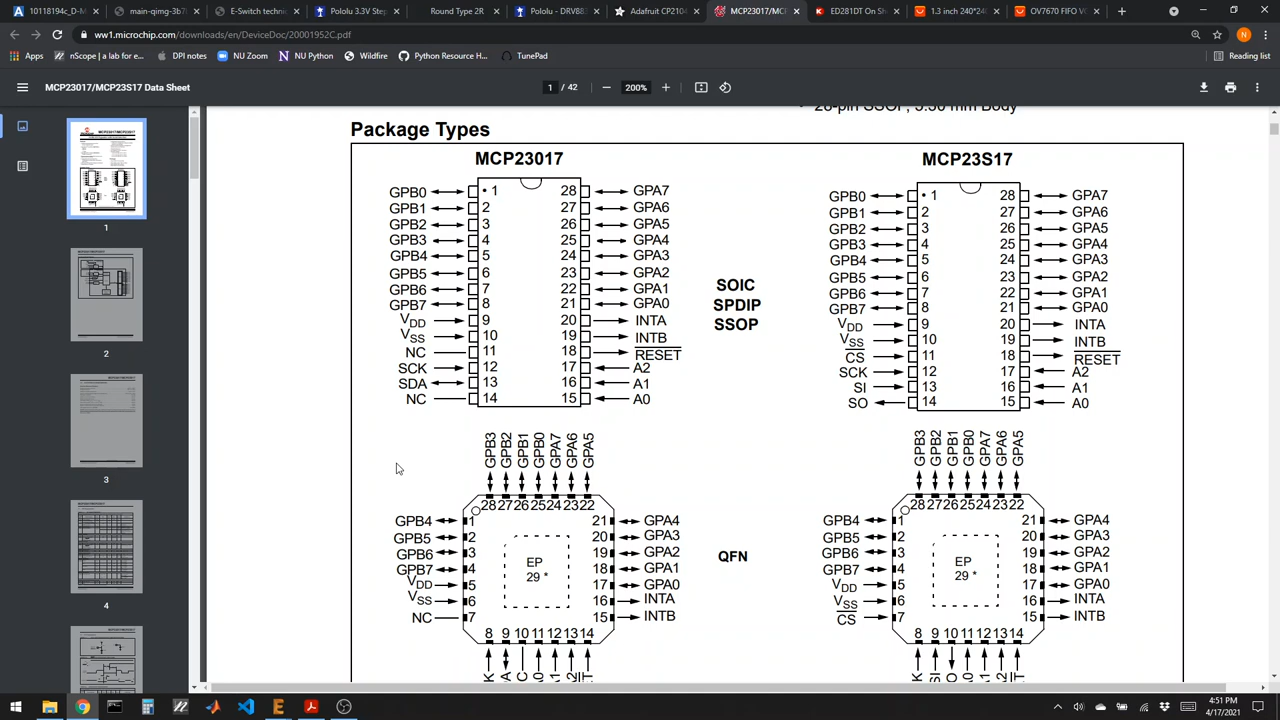 10118194c_D-M
main-qimg-3b7
E-Switch technic
Pololu 3.3V Step
Round Type 2R
Pololu - DRV883
Adafruit CP2104
MCP23017/MCP
ED281DT On Sh
1.3 inch 240*24
OV7670 FIFO V
ww1.microchip.com/downloads/en/DeviceDoc/20001952C.pdf
N
Apps
nScope | a lab for e...
DPI notes
NU Zoom
NU Python
Wildfire
Python Resource H...
TunePad
Reading list
MCP23017/MCP23S17 Data Sheet
1 / 42
200%
1
2
3
4
28-pin SSOP, 5.30 mm Body
Package Types
MCP23017
GPB0 1 28 GPA7
GPB1 2 27 GPA6
GPB2 3 26 GPA5
GPB3 4 25 GPA4
GPB4 5 24 GPA3
GPB5 6 23 GPA2
GPB6 7 22 GPA1
GPB7 8 21 GPA0
VDD 9 20 INTA
VSS 10 19 INTB
NC 11 18 RESET
SCK 12 17 A2
SDA 13 16 A1
NC 14 15 A0
SOIC
SPDIP
SSOP
MCP23S17
GPB0 1 28 GPA7
GPB1 2 27 GPA6
GPB2 3 26 GPA5
GPB3 4 25 GPA4
GPB4 5 24 GPA3
GPB5 6 23 GPA2
GPB6 7 22 GPA1
GPB7 8 21 GPA0
VDD 9 20 INTA
VSS 10 19 INTB
CS 11 18 RESET
SCK 12 17 A2
SI 13 16 A1
SO 14 15 A0
GPB3 GPB2 GPB1 GPB0 GPA7 GPA6 GPA5
28 27 26 25 24 23 22
GPB4 1 21 GPA4
GPB5 2 20 GPA3
GPB6 3 19 GPA2
GPB7 4 18 GPA1
VDD 5 17 GPA0
VSS 6 16 INTA
NC 7 15 INTB
EP
29 *
8 9 10 11 12 13 14
QFN
GPB3 GPB2 GPB1 GPB0 GPA7 GPA6 GPA5
28 27 26 25 24 23 22
GPB4 1 21 GPA4
GPB5 2 20 GPA3
GPB6 3 19 GPA2
GPB7 4 18 GPA1
VDD 5 17 GPA0
VSS 6 16 INTA
CS 7 15 INTB
EP
29 *
8 9 10 11 12 13 14
4:51 PM
4/17/2021